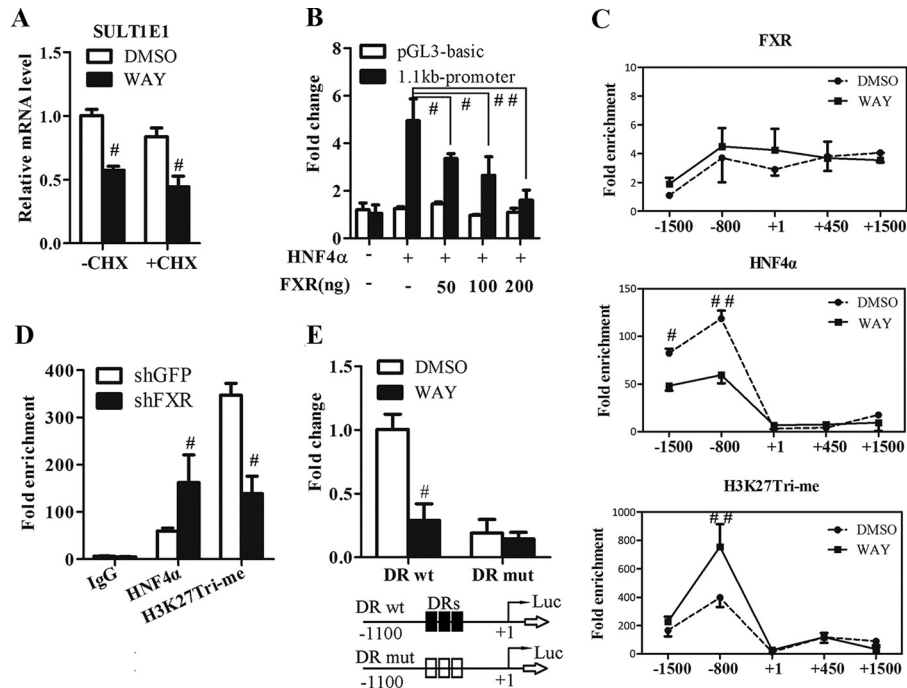 A
SULT1E1
DMSO
WAY
Relative mRNA level
1.5
1.0
0.5
0.0
#
#
-CHX
+CHX
B
pGL3-basic
1.1kb-promoter
Fold change
8
6
4
2
0
# # ##
HNF4α - + + + +
FXR(ng) - - 50 100 200
C
FXR
DMSO
WAY
Fold enrichment
10
8
6
4
2
0
-1500 -800 +1 +450 +1500
HNF4α
DMSO
WAY
Fold enrichment
150
100
50
0
# ##
-1500 -800 +1 +450 +1500
H3K27Tri-me
DMSO
WAY
Fold enrichment
1000
800
600
400
200
0
##
-1500 -800 +1 +450 +1500
D
shGFP
shFXR
Fold enrichment
400
300
200
100
0
#
#
IgG
HNF4α
H3K27Tri-me
E
DMSO
WAY
Fold change
1.5
1.0
0.5
0.0
#
DR wt DR mut
DR wt DRs Luc
-1100 +1
DR mut Luc
-1100 +1